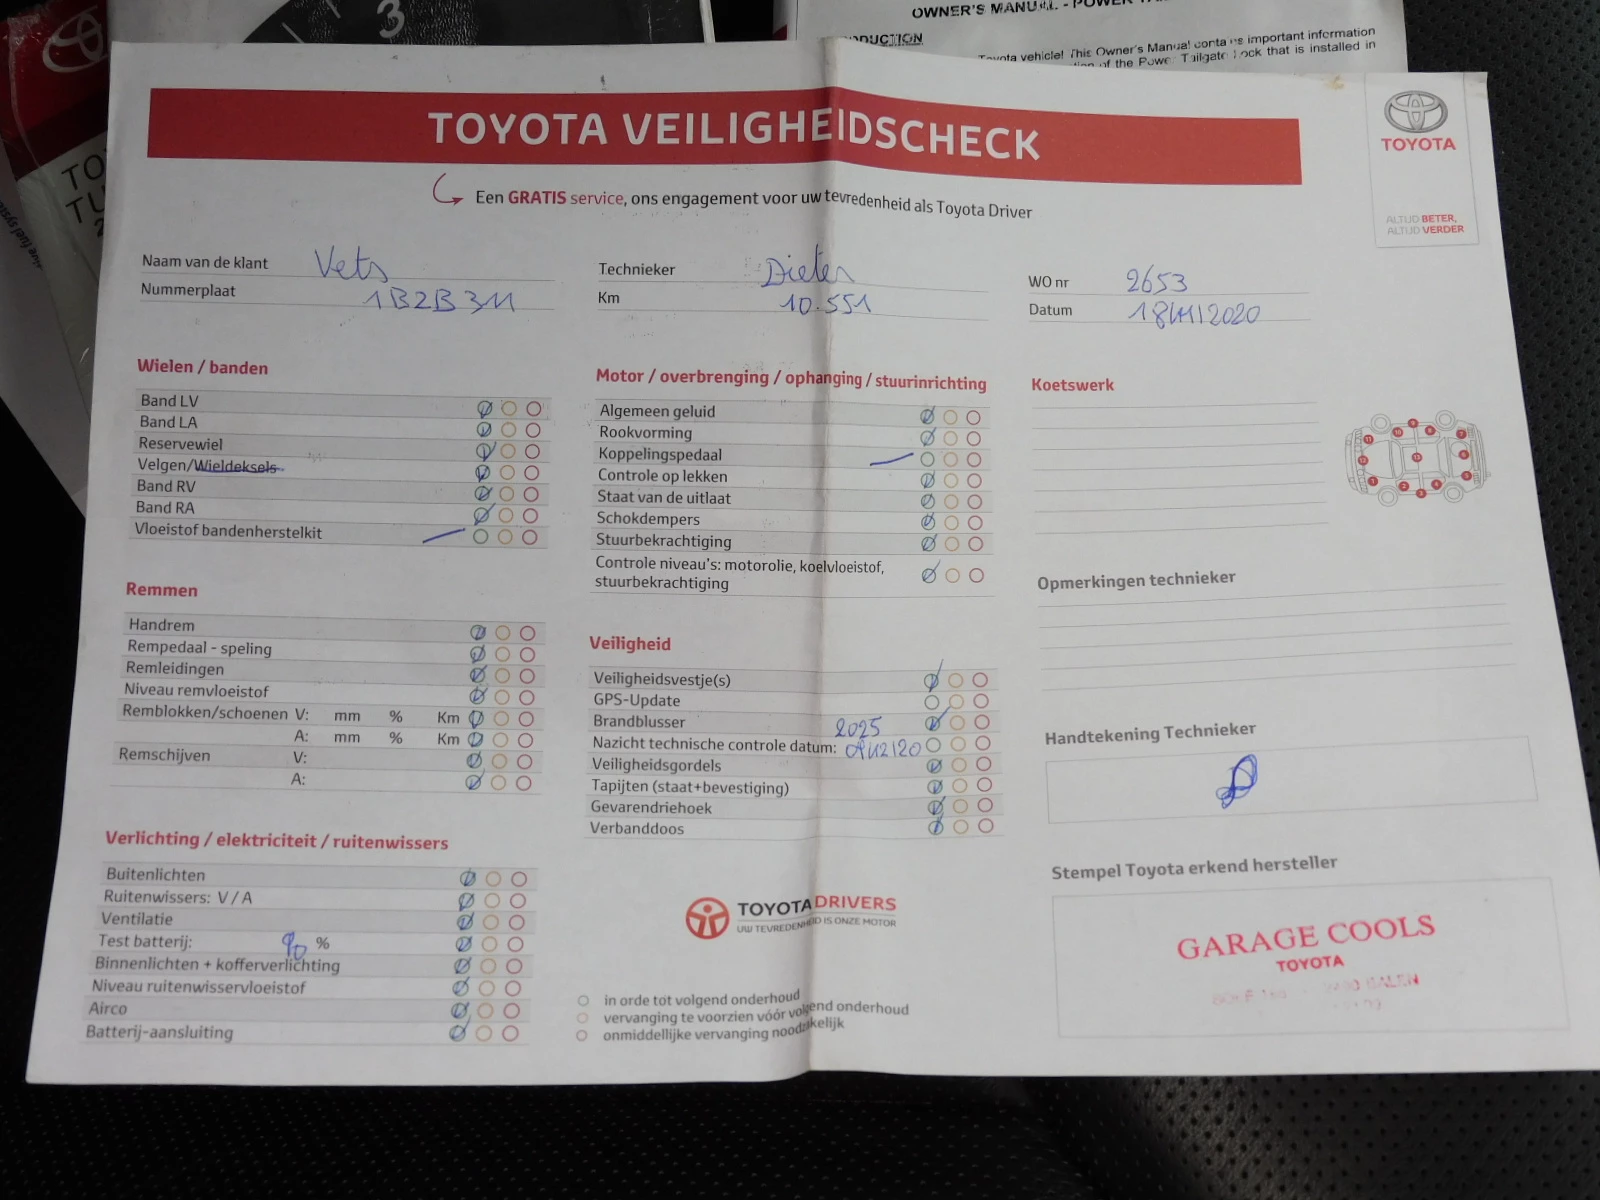 3
OWNER'S MANUAL - POWER
Toyota vehicle! This Owner's Manual contains important information
of the Power Tailgate Lock that is installed in
TOYOTA VEILIGHEIDSCHECK
Een GRATIS service, ons engagement voor uw tevredenheid als Toyota Driver
TOYOTA
ALTIJD BETER,
ALTIJD VERDER
Naam van de klant Vets
Nummerplaat 1B2B311
Technieker Dieter
Km 10.551
WO nr 2653
Datum 18/11/2020
Wielen / banden
Band LV
Band LA
Reservewiel
Velgen/Wieldeksels
Band RV
Band RA
Vloeistof bandenherstelkit
Remmen
Handrem
Rempedaal - speling
Remleidingen
Niveau remvloeistof
Remblokken/schoenen V: mm % Km
A: mm % Km
Remschijven V:
A:
Verlichting / elektriciteit / ruitenwissers
Buitenlichten
Ruitenwissers: V / A
Ventilatie
Test batterij: 90 %
Binnenlichten + kofferverlichting
Niveau ruitenwisservloeistof
Airco
Batterij-aansluiting
Motor / overbrenging / ophanging / stuurinrichting
Algemeen geluid
Rookvorming
Koppelingspedaal
Controle op lekken
Staat van de uitlaat
Schokdempers
Stuurbekrachtiging
Controle niveau's: motorolie, koelvloeistof,
stuurbekrachtiging
Veiligheid
Veiligheidsvestje(s)
GPS-Update
Brandblusser 2025
Nazicht technische controle datum:
Veiligheidsgordels
Tapijten (staat+bevestiging)
Gevarendriehoek
Verbanddoos
TOYOTA DRIVERS
UW TEVREDENHEID IS ONZE MOTOR
in orde tot volgend onderhoud
vervanging te voorzien vóór volgend onderhoud
onmiddellijke vervanging noodzakelijk
Koetswerk
Opmerkingen technieker
Handtekening Technieker
Stempel Toyota erkend hersteller
GARAGE COOLS
TOYOTA